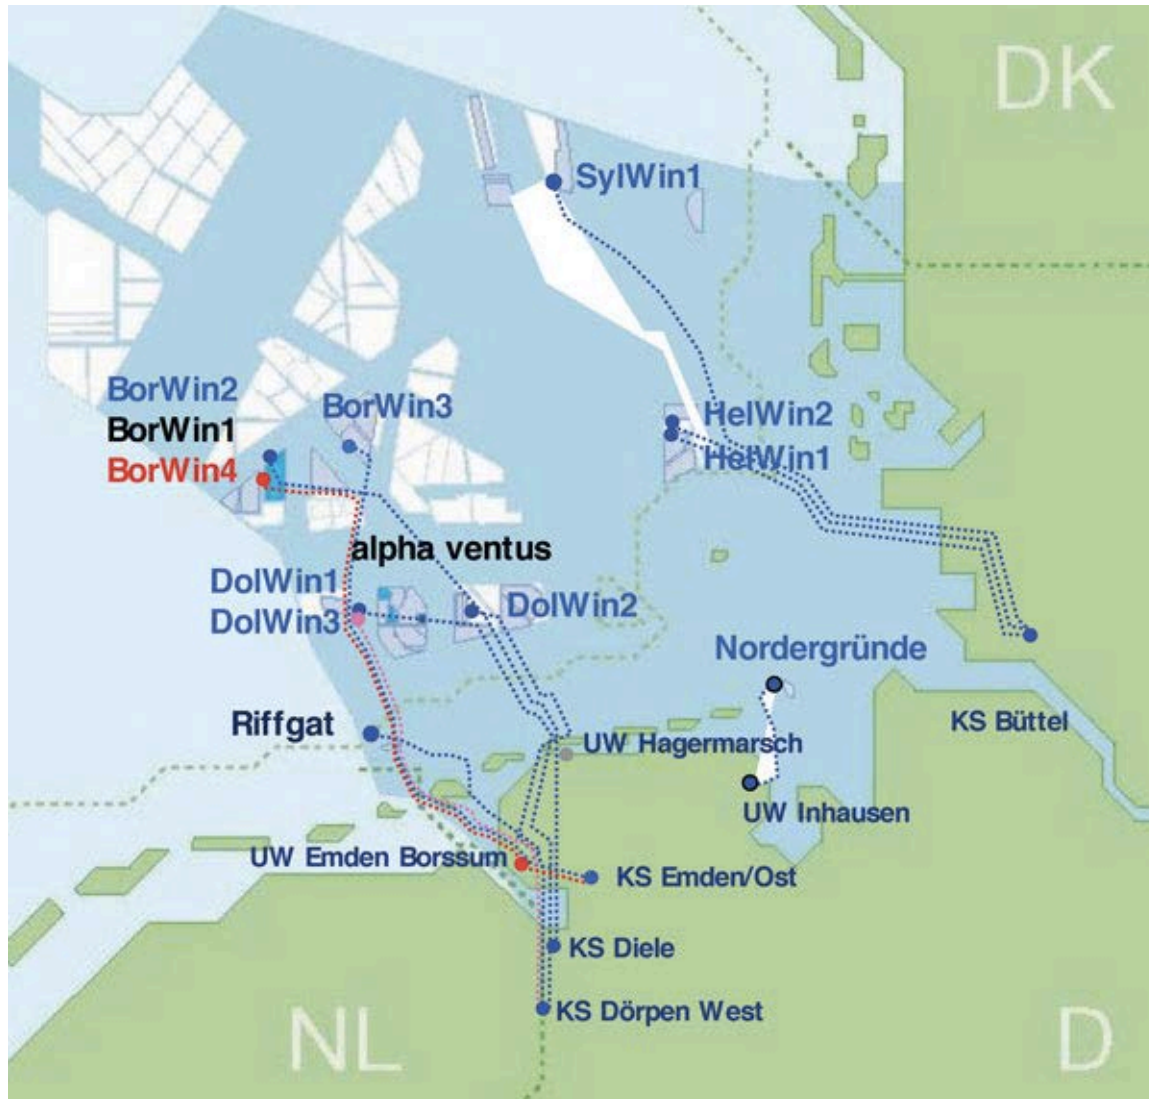 DK
SylWin1
BorWin2
BorWin1
BorWin4
BorWin3
HelWin2
HelWin1
alpha ventus
DolWin1
DolWin3
DolWin2
Nordergründe
Riffgat
KS Büttel
UW Hagermarsch
UW Inhausen
UW Emden Borssum
KS Emden/Ost
KS Diele
KS Dörpen West
NL
D